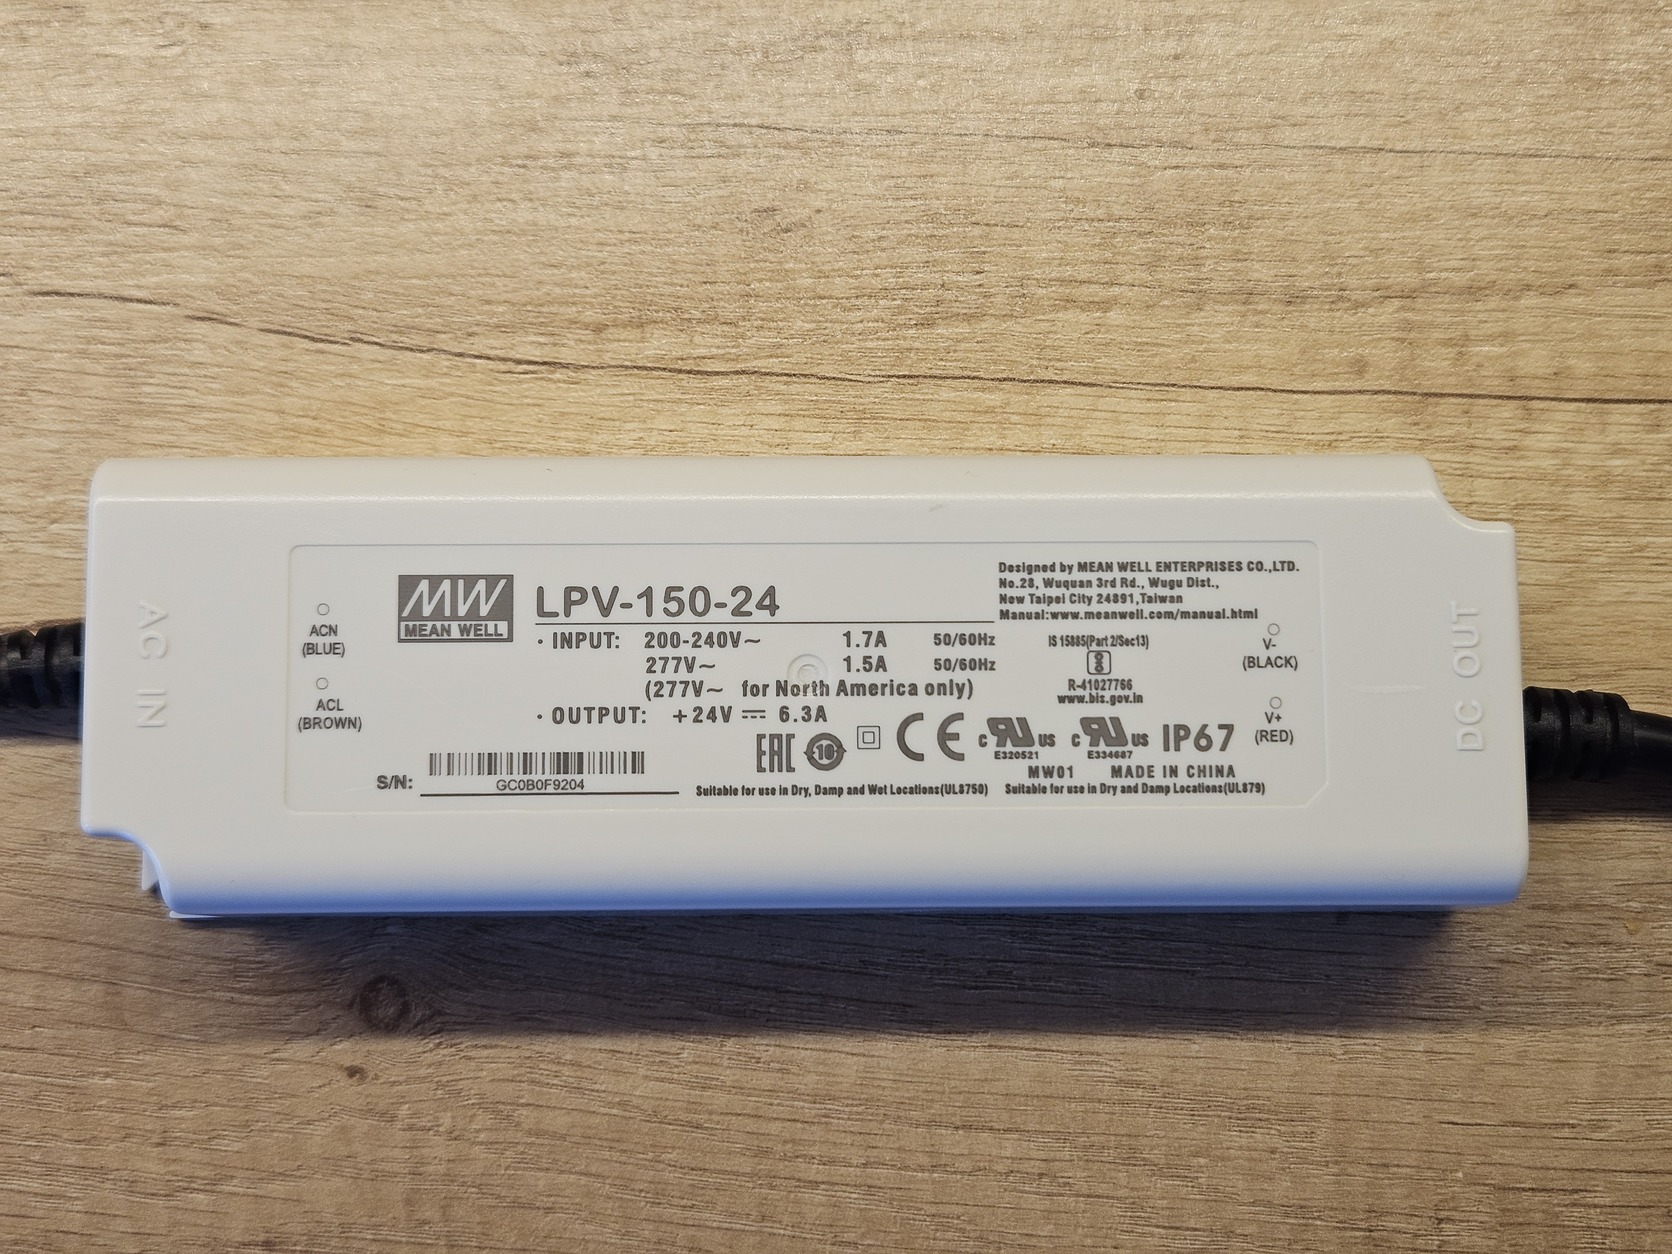 AC IN
ACN
(BLUE)
ACL
(BROWN)
MW
MEAN WELL
LPV-150-24
Designed by MEAN WELL ENTERPRISES CO.,LTD.
No.28, Wuquan 3rd Rd., Wugu Dist.,
New Taipei City 24891,Taiwan
Manual:www.meanwell.com/manual.html
· INPUT: 200-240V~ 1.7A 50/60Hz
277V~ 1.5A 50/60Hz
(277V~ for North America only)
· OUTPUT: +24V 6.3A
IS 15885(Part 2/Sec13)
R-41027766
www.bis.gov.in
EAC 10 CE c RU us E320521 c RU us E334687 IP67
MW01 MADE IN CHINA
S/N: GC0B0F9204
Suitable for use in Dry, Damp and Wet Locations(UL8750) Suitable for use in Dry and Damp Locations(UL879)
V-
(BLACK)
V+
(RED)
DC OUT